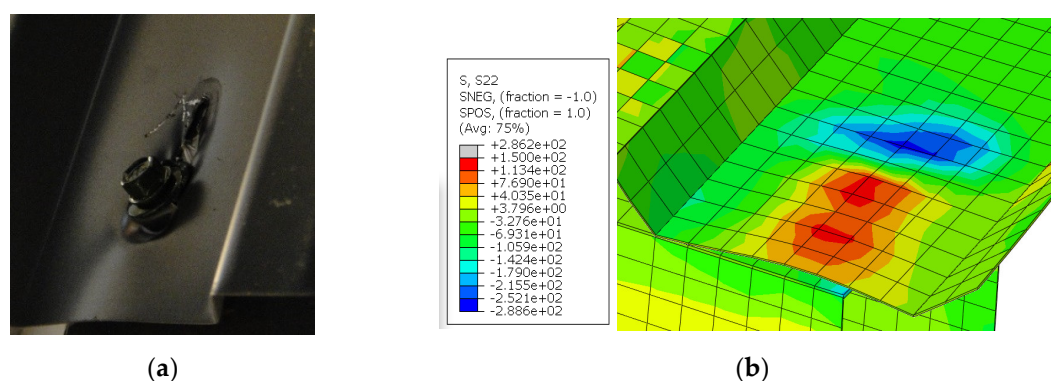 S, S22
SNEG, (fraction = -1.0)
SPOS, (fraction = 1.0)
(Avg: 75%)
+2.862e+02
+1.500e+02
+1.134e+02
+7.690e+01
+4.035e+01
+3.796e+00
-3.276e+01
-6.931e+01
-1.059e+02
-1.424e+02
-1.790e+02
-2.155e+02
-2.521e+02
-2.886e+02
(a)
(b)